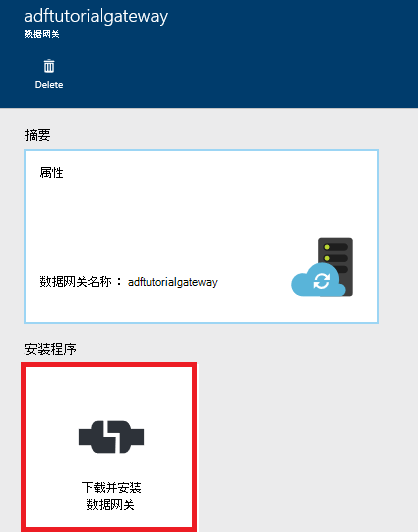 adftutorialgateway
数据网关
Delete
摘要
属性
数据网关名称： adftutorialgateway
安装程序
下载并安装
数据网关